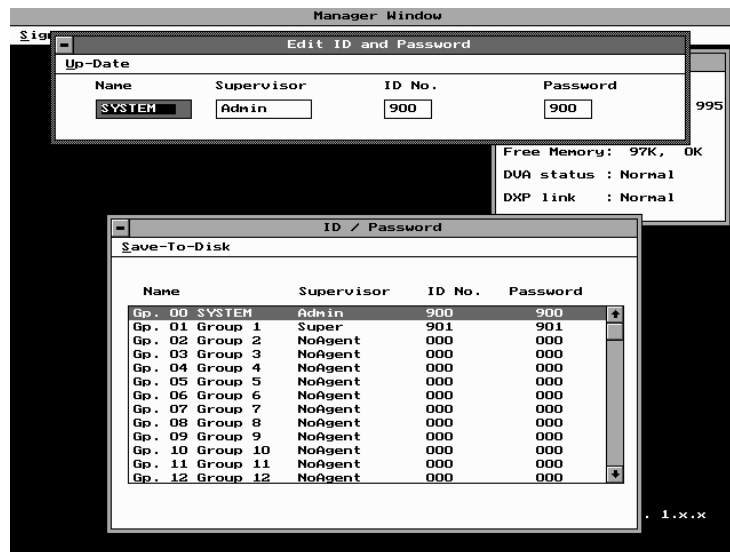 Manager Window
Sig
Edit ID and Password
Up-Date
Name Supervisor ID No. Password
SYSTEM Admin 900 900
995
Free Memory: 97K, OK
DVA status : Normal
DXP link : Normal
ID / Password
Save-To-Disk
Name Supervisor ID No. Password
Gp. 00 SYSTEM Admin 900 900
Gp. 01 Group 1 Super 901 901
Gp. 02 Group 2 NoAgent 000 000
Gp. 03 Group 3 NoAgent 000 000
Gp. 04 Group 4 NoAgent 000 000
Gp. 05 Group 5 NoAgent 000 000
Gp. 06 Group 6 NoAgent 000 000
Gp. 07 Group 7 NoAgent 000 000
Gp. 08 Group 8 NoAgent 000 000
Gp. 09 Group 9 NoAgent 000 000
Gp. 10 Group 10 NoAgent 000 000
Gp. 11 Group 11 NoAgent 000 000
Gp. 12 Group 12 NoAgent 000 000
. 1.x.x